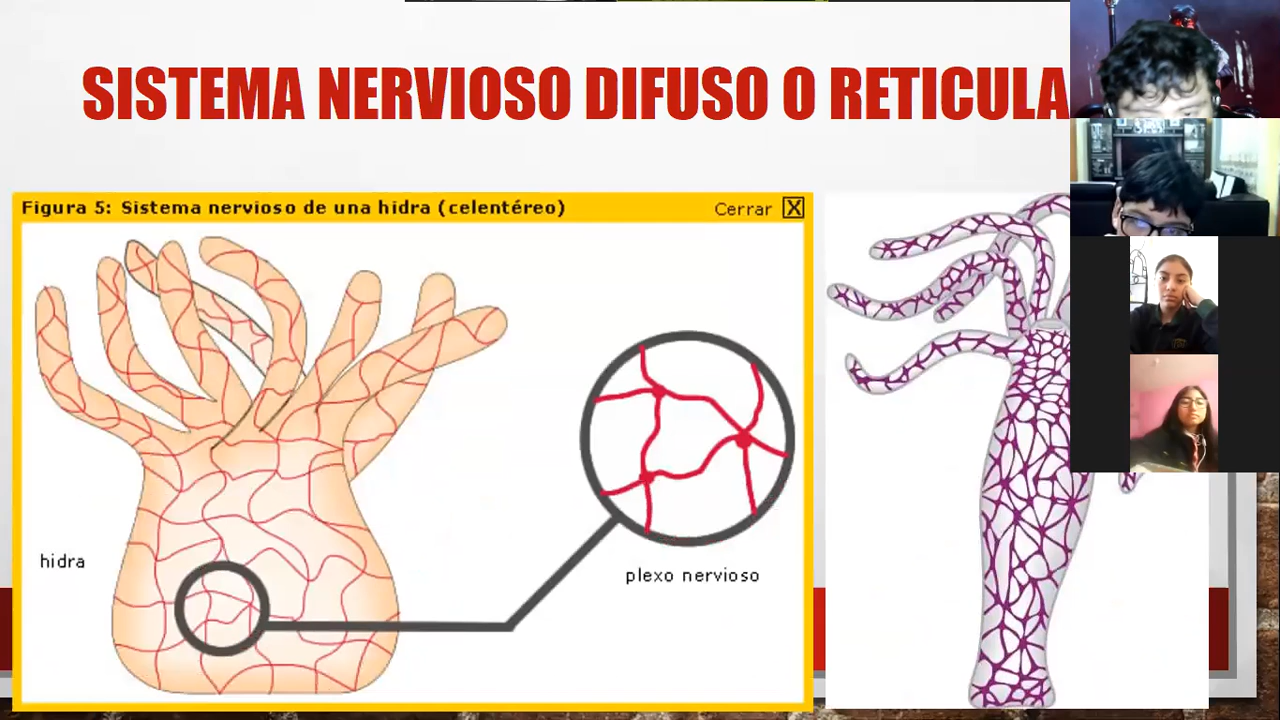 SISTEMA NERVIOSO DIFUSO O RETICULA
Figura 5: Sistema nervioso de una hidra (celentéreo)
Cerrar X
hidra
plexo nervioso